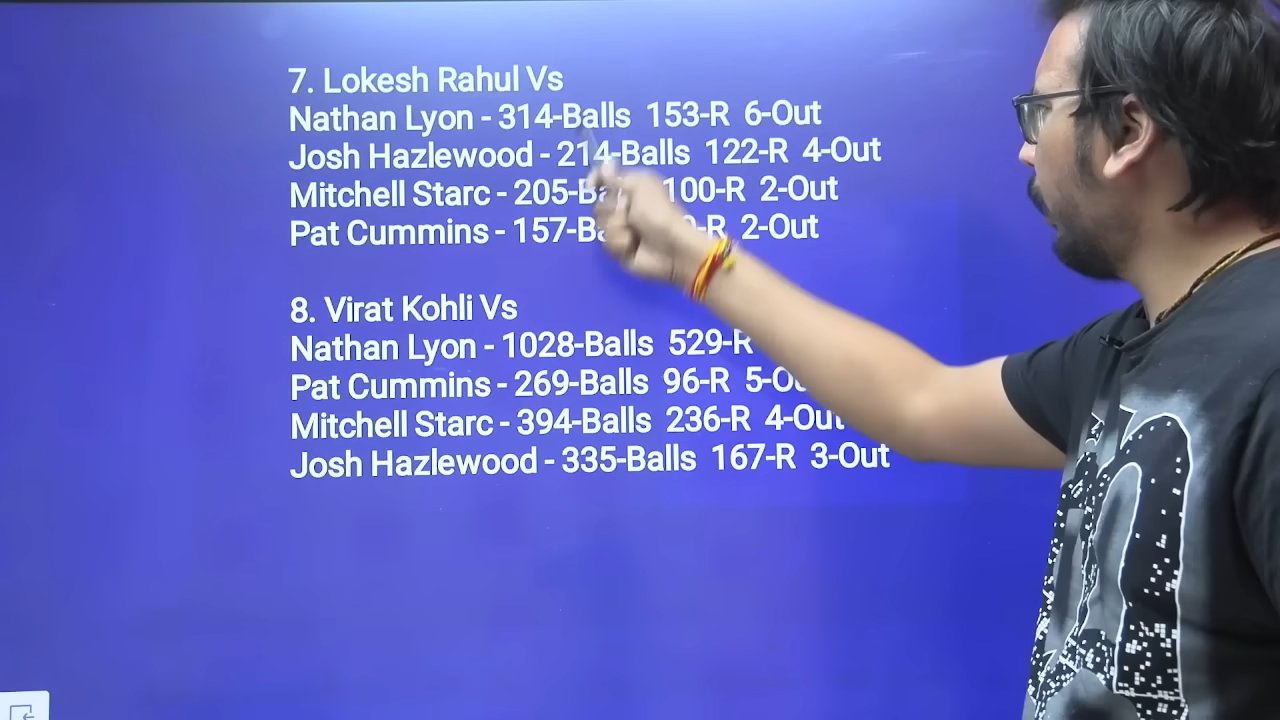 7. Lokesh Rahul Vs
Nathan Lyon - 314-Balls 153-R 6-Out
Josh Hazlewood - 214-Balls 122-R 4-Out
Mitchell Starc - 205- 100-R 2-Out
Pat Cummins - 157- 2-Out
8. Virat Kohli Vs
Nathan Lyon - 1028-Balls 529-R
Pat Cummins - 269-Balls 96-R 5-Out
Mitchell Starc - 394-Balls 236-R 4-Out
Josh Hazlewood - 335-Balls 167-R 3-Out